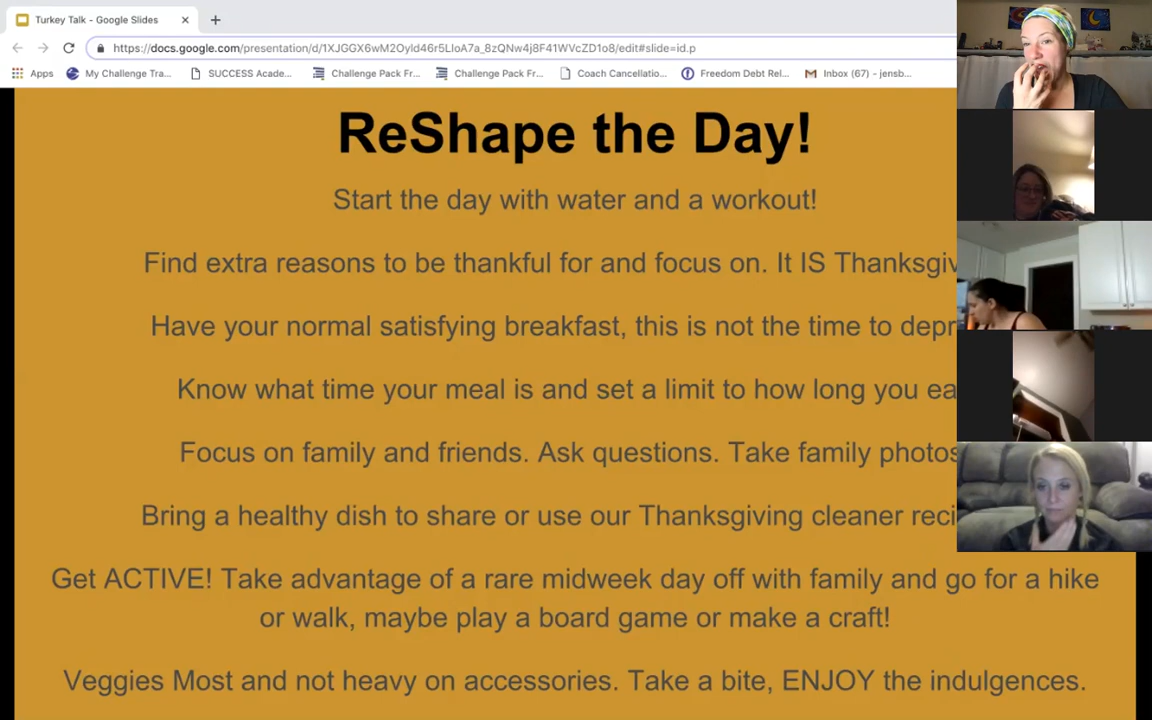 Turkey Talk - Google Slides
https://docs.google.com/presentation/d/1XJGGX6wM2Oyld46r5LIoA7a_8zQNw4j8F41WVcZD1o8/edit#slide=id.p
Apps My Challenge Tra... SUCCESS Acade... Challenge Pack Fr... Challenge Pack Fr... Coach Cancellatio... Freedom Debt Rel... Inbox (67) - jensb...
ReShape the Day!
Start the day with water and a workout!
Find extra reasons to be thankful for and focus on. It IS Thanksgiv
Have your normal satisfying breakfast, this is not the time to depr
Know what time your meal is and set a limit to how long you ea
Focus on family and friends. Ask questions. Take family photos
Bring a healthy dish to share or use our Thanksgiving cleaner reci
Get ACTIVE! Take advantage of a rare midweek day off with family and go for a hike
or walk, maybe play a board game or make a craft!
Veggies Most and not heavy on accessories. Take a bite, ENJOY the indulgences.